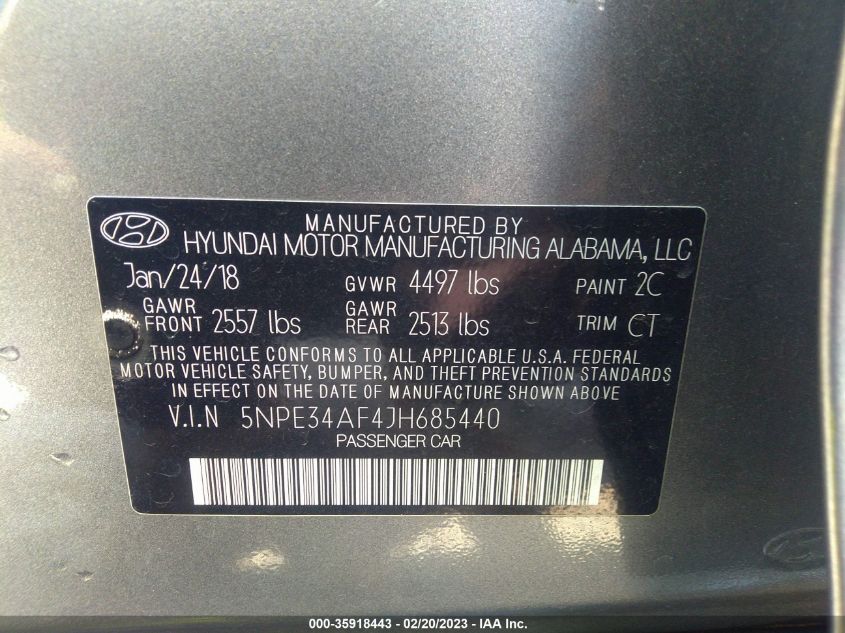 MANUFACTURED BY
HYUNDAI MOTOR MANUFACTURING ALABAMA, LLC
Jan/24/18 GVWR 4497 lbs PAINT 2C
GAWR FRONT 2557 lbs GAWR REAR 2513 lbs TRIM CT
THIS VEHICLE CONFORMS TO ALL APPLICABLE U.S.A. FEDERAL
MOTOR VEHICLE SAFETY, BUMPER, AND THEFT PREVENTION STANDARDS
IN EFFECT ON THE DATE OF MANUFACTURE SHOWN ABOVE
V.I.N 5NPE34AF4JH685440
PASSENGER CAR
000-35918443 - 02/20/2023 - IAA Inc.